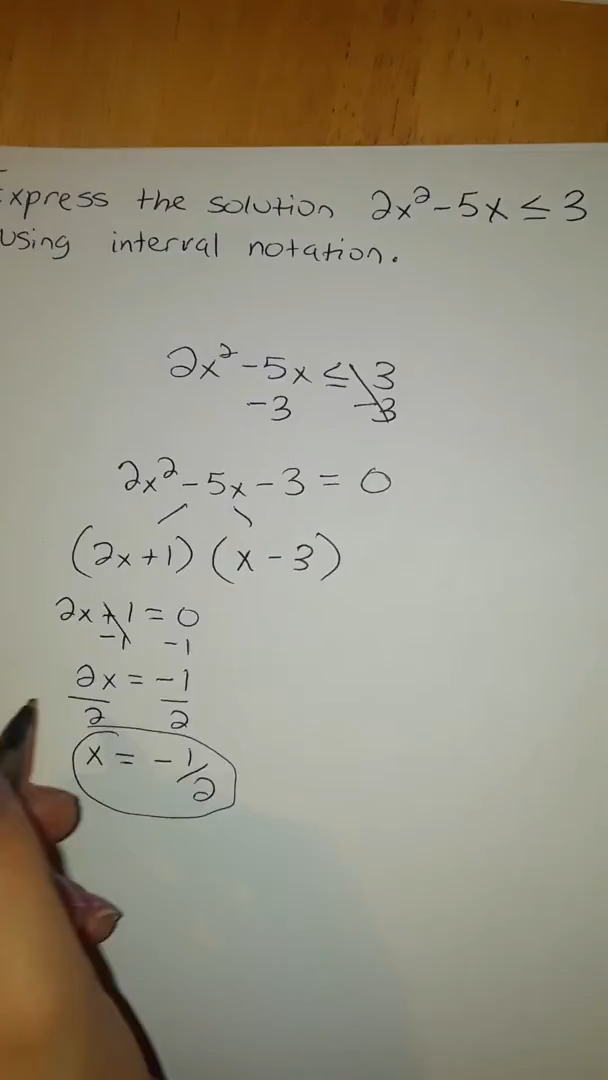 Express the solution 2x²-5x ≤ 3
using interval notation.
2x²-5x ≤ 3
-3 -3
2x²-5x-3 = 0
(2x+1)(x-3)
2x+1 = 0
-1 -1
2x = -1
2 2
x = -1/2